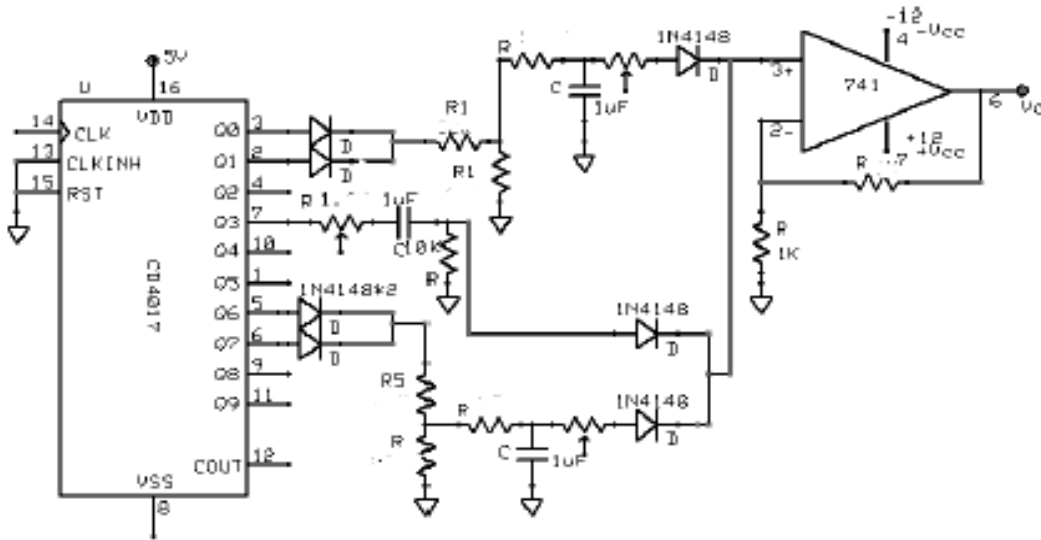 5V
U
16
VDD
14
CLK
13
CLKINH
15
RST
Q0
3
Q1
2
Q2
4
Q3
7
Q4
10
Q5
1
Q6
5
Q7
6
Q8
9
Q9
11
COUT
12
CD4017
VSS
8
D
D
R1
R1
R
C
1uF
1N4148
D
3+
2-
741
-12
4
-Vcc
+12
7
+Vcc
6
R
R
1K
R 1.
1uF
C
10K
R
1N4148*2
D
D
R5
R
R
C
1uF
1N4148
D
1N4148
D